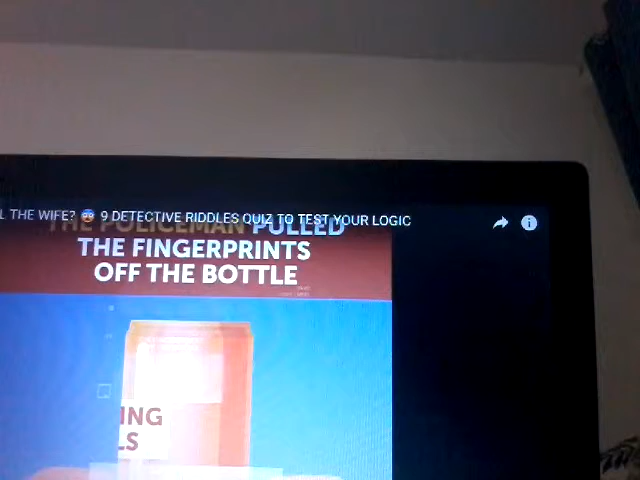 L THE WIFE? 😨 9 DETECTIVE RIDDLES QUIZ TO TEST YOUR LOGIC
THE POLICEMAN PULLED
THE FINGERPRINTS
OFF THE BOTTLE
ING
LS